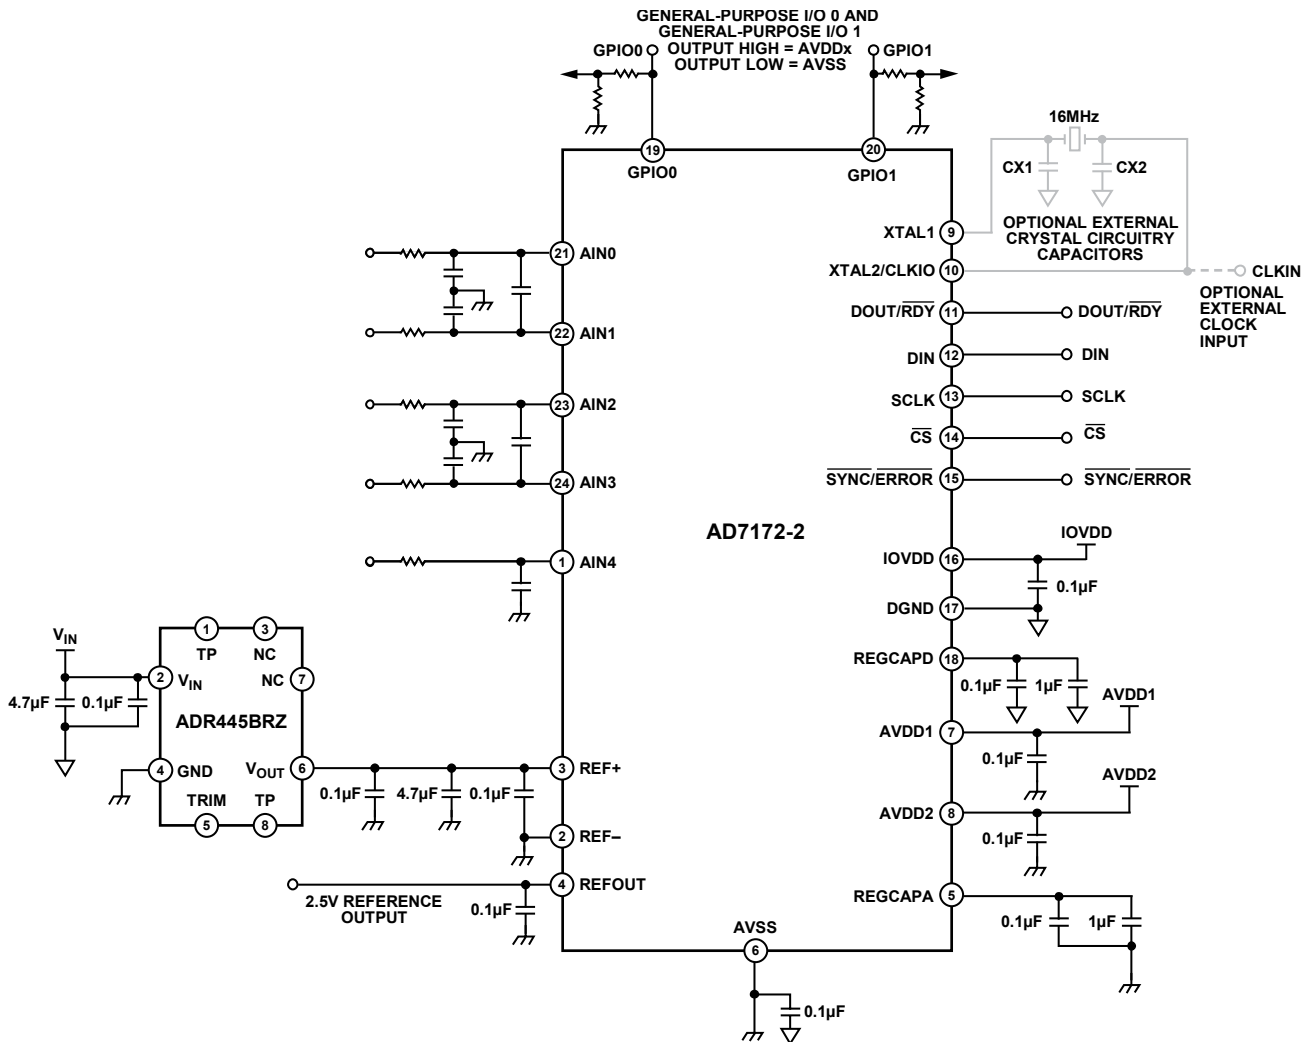 GENERAL-PURPOSE I/O 0 AND
GENERAL-PURPOSE I/O 1
OUTPUT HIGH = AVDDx
OUTPUT LOW = AVSS
GPIO0
GPIO1
19
GPIO0
20
GPIO1
16MHz
CX1
CX2
OPTIONAL EXTERNAL
CRYSTAL CIRCUITRY
CAPACITORS
XTAL1
9
XTAL2/CLKIO
10
CLKIN
OPTIONAL
EXTERNAL
CLOCK
INPUT
21
AIN0
22
AIN1
23
AIN2
24
AIN3
1
AIN4
DOUT/RDY
11
DOUT/RDY
DIN
12
DIN
SCLK
13
SCLK
CS
14
CS
SYNC/ERROR
15
SYNC/ERROR
AD7172-2
IOVDD
IOVDD
16
0.1µF
DGND
17
REGCAPD
18
0.1µF
1µF
AVDD1
AVDD1
7
0.1µF
AVDD2
AVDD2
8
0.1µF
REGCAPA
5
0.1µF
1µF
VIN
4.7µF
0.1µF
1
TP
3
NC
2
VIN
NC
7
ADR445BRZ
4
GND
VOUT
6
TRIM
5
TP
8
0.1µF
4.7µF
0.1µF
3
REF+
2
REF–
4
REFOUT
2.5V REFERENCE
OUTPUT
0.1µF
AVSS
6
0.1µF